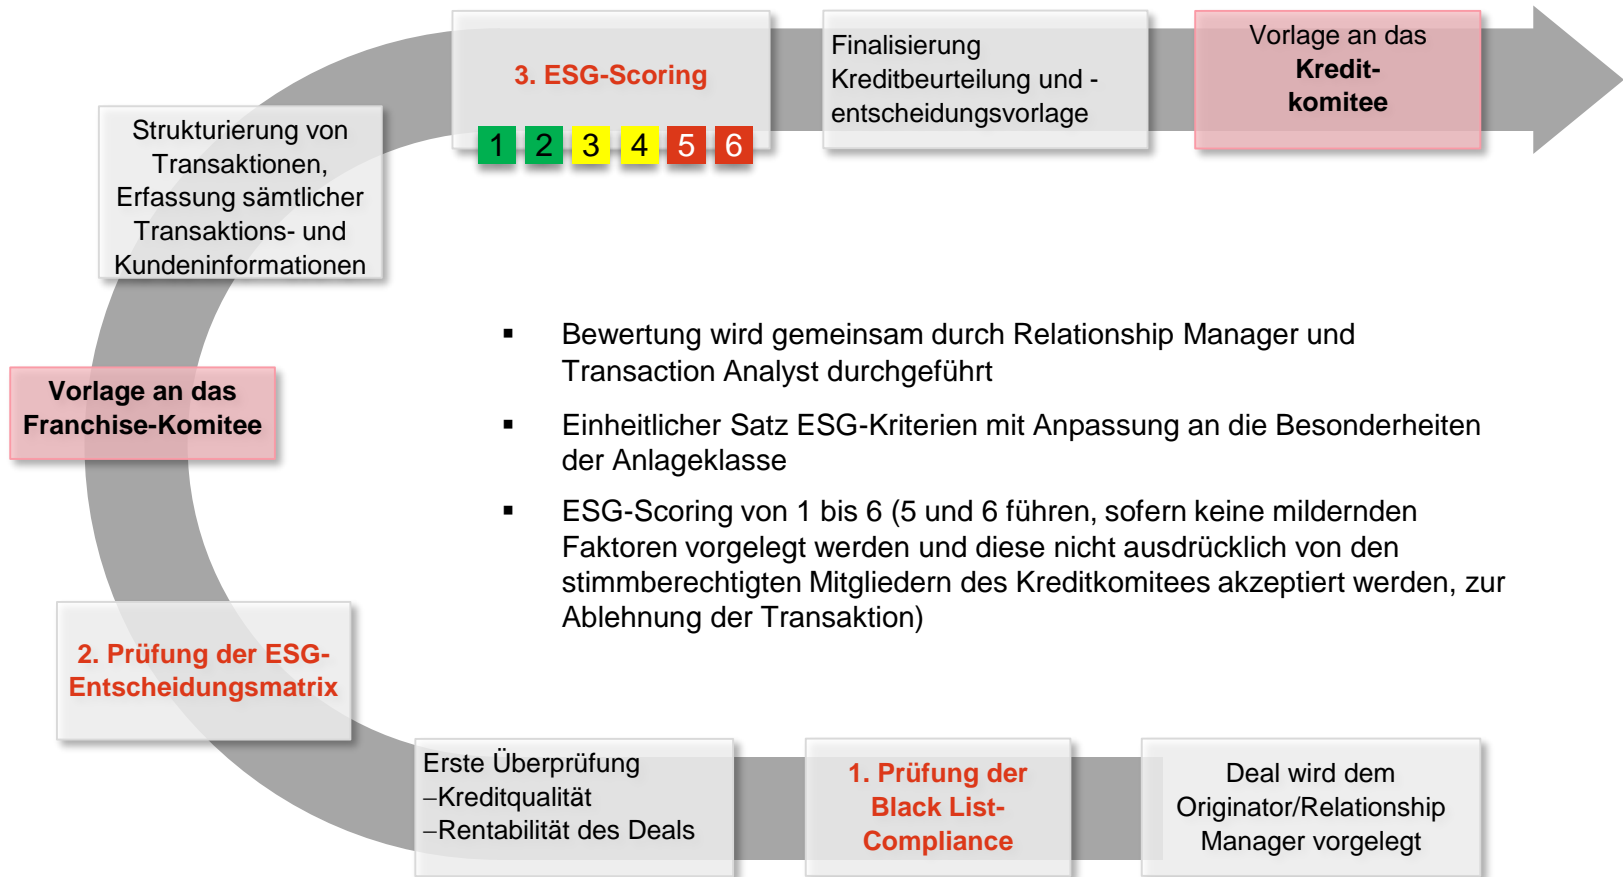 3. ESG-Scoring
1 2 3 4 5 6
Finalisierung
Kreditbeurteilung und -
entscheidungsvorlage
Vorlage an das
Kredit-
komitee
Strukturierung von
Transaktionen,
Erfassung sämtlicher
Transaktions- und
Kundeninformationen
Vorlage an das
Franchise-Komitee
▪ Bewertung wird gemeinsam durch Relationship Manager und
Transaction Analyst durchgeführt
▪ Einheitlicher Satz ESG-Kriterien mit Anpassung an die Besonderheiten
der Anlageklasse
▪ ESG-Scoring von 1 bis 6 (5 und 6 führen, sofern keine mildernden
Faktoren vorgelegt werden und diese nicht ausdrücklich von den
stimmberechtigten Mitgliedern des Kreditkomitees akzeptiert werden, zur
Ablehnung der Transaktion)
2. Prüfung der ESG-
Entscheidungsmatrix
Erste Überprüfung
–Kreditqualität
–Rentabilität des Deals
1. Prüfung der
Black List-
Compliance
Deal wird dem
Originator/Relationship
Manager vorgelegt